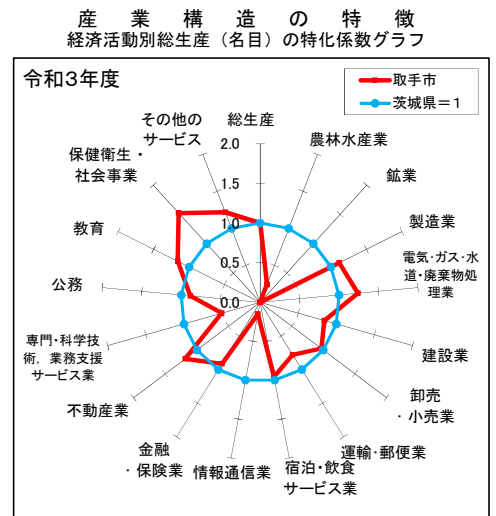 産業構造の特徴
経済活動別総生産（名目）の特化係数グラフ
令和3年度
取手市
茨城県＝1
総生産
農林水産業
鉱業
製造業
電気・ガス・水
道・廃棄物処
理業
建設業
卸売
・小売業
運輸・郵便業
宿泊・飲食
サービス業
情報通信業
金融
・保険業
不動産業
専門・科学技
術，業務支援
サービス業
公務
教育
保健衛生・
社会事業
その他の
サービス
2.0
1.5
1.0
0.5
0.0